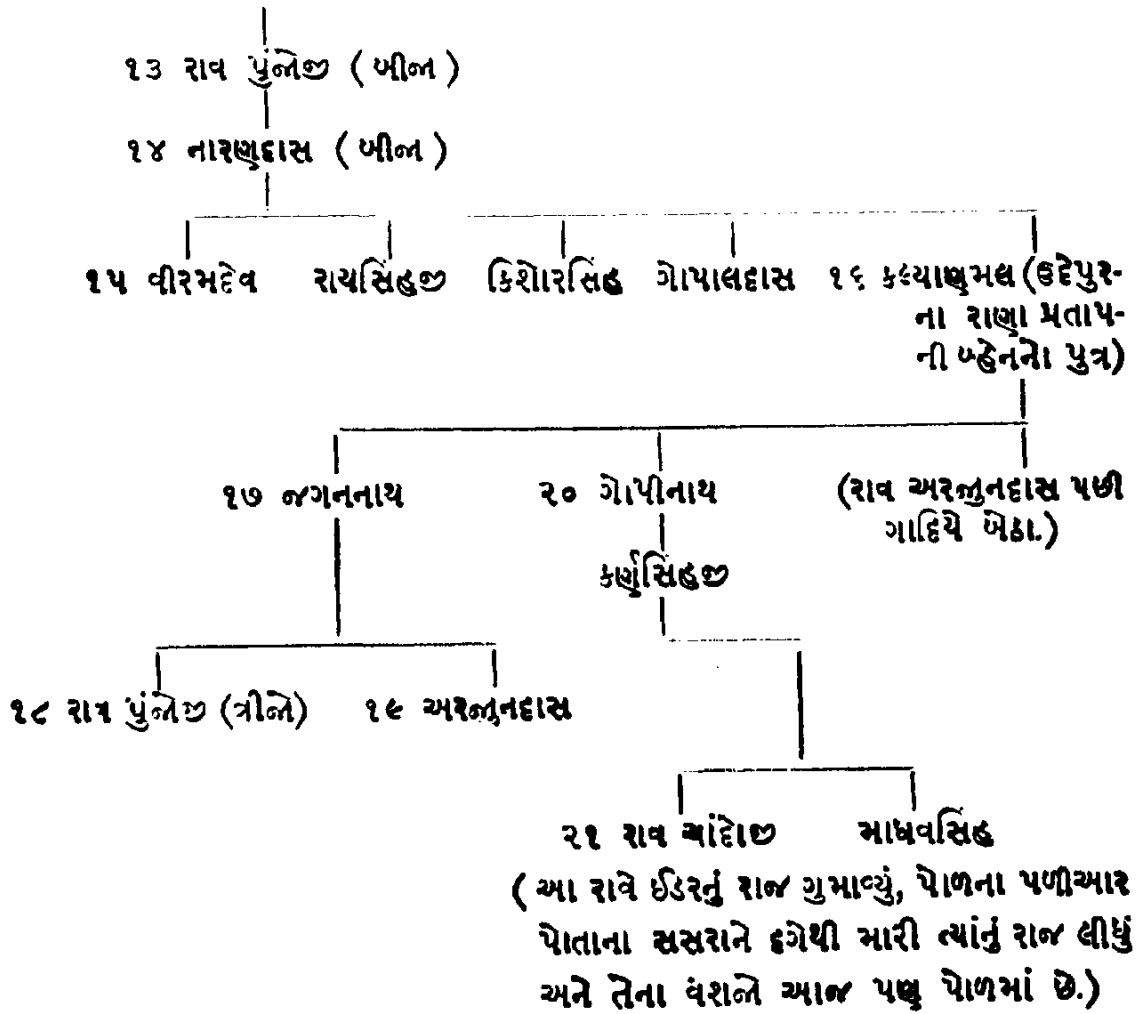 ૧૩ રાવ પુંજોજી ( બીજા )
૧૪ નારણદાસ ( બીજા )
૧૫ વીરમદેવ રાયસિંહજી કિશોરસિંહ ગોપાલદાસ ૧૬ કલ્યાણમલ (ઉદેપુર-
ના રાણા પ્રતાપ-
ની બ્હેનનો પુત્ર)
૧૭ જગનનાથ ૨૦ ગોપીનાથ (રાવ અરજુનદાસ પછી
ગાદિયે બેઠા.)
કર્ણસિંહજી
૧૮ રાવ પુંજોજી (ત્રીજો) ૧૯ અરજુનદાસ
૨૧ રાવ ચાંદોજી માધવસિંહ
( આ રાવે ઈડરનું રાજ ગુમાવ્યું, પોળના પળીઆર
પોતાના સસરાને દગેથી મારી ત્યાંનું રાજ લીધું
અને તેના વંશજો આજ પણ પોળમાં છે.)